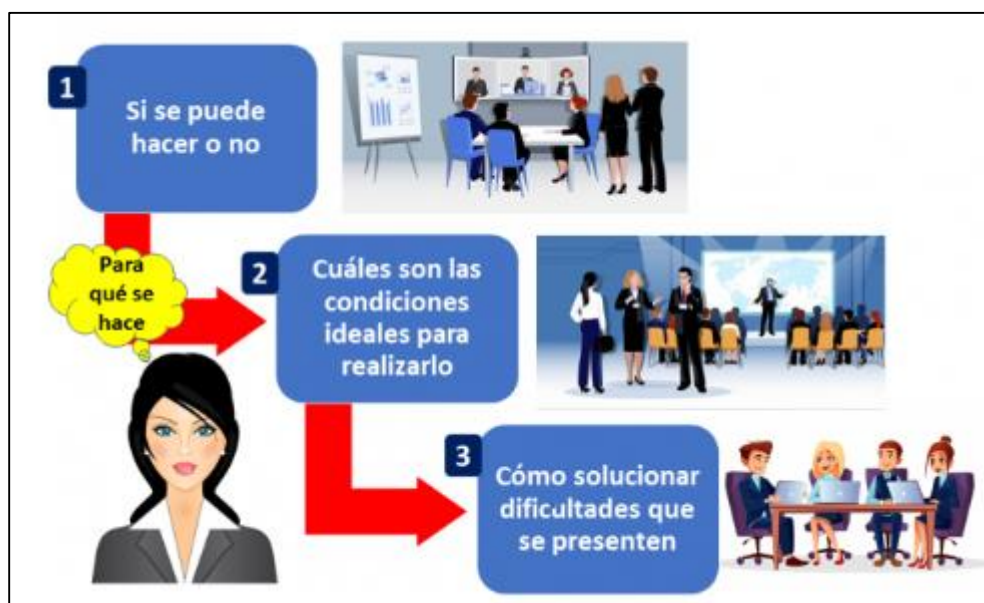 1
Si se puede
hacer o no
Para
qué se
hace
2
Cuáles son las
condiciones
ideales para
realizarlo
3
Cómo solucionar
dificultades que
se presenten